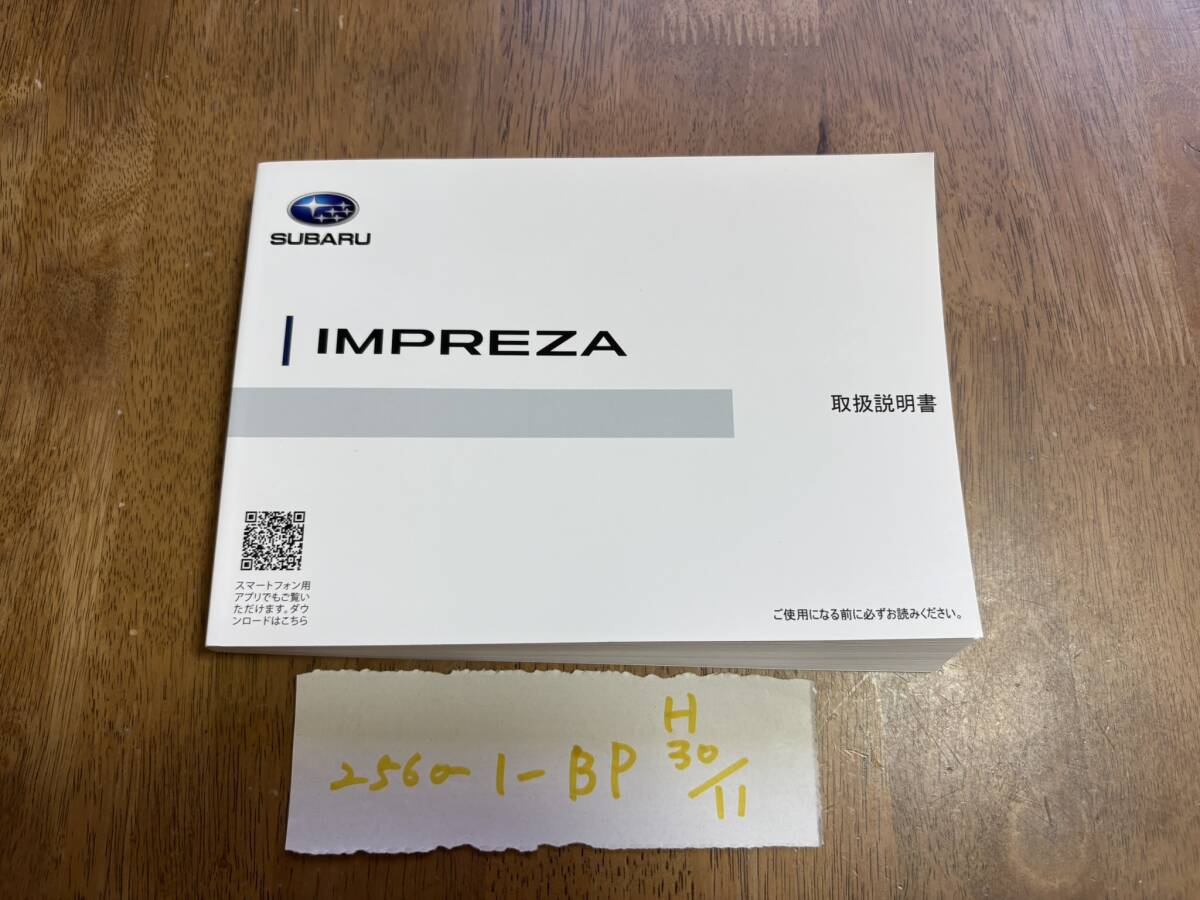 SUBARU
IMPREZA
取扱説明書
スマートフォン用
アプリでもご覧い
ただけます。ダウ
ンロードはこちら
ご使用になる前に必ずお読みください。
H
2560-1-BP 30/11